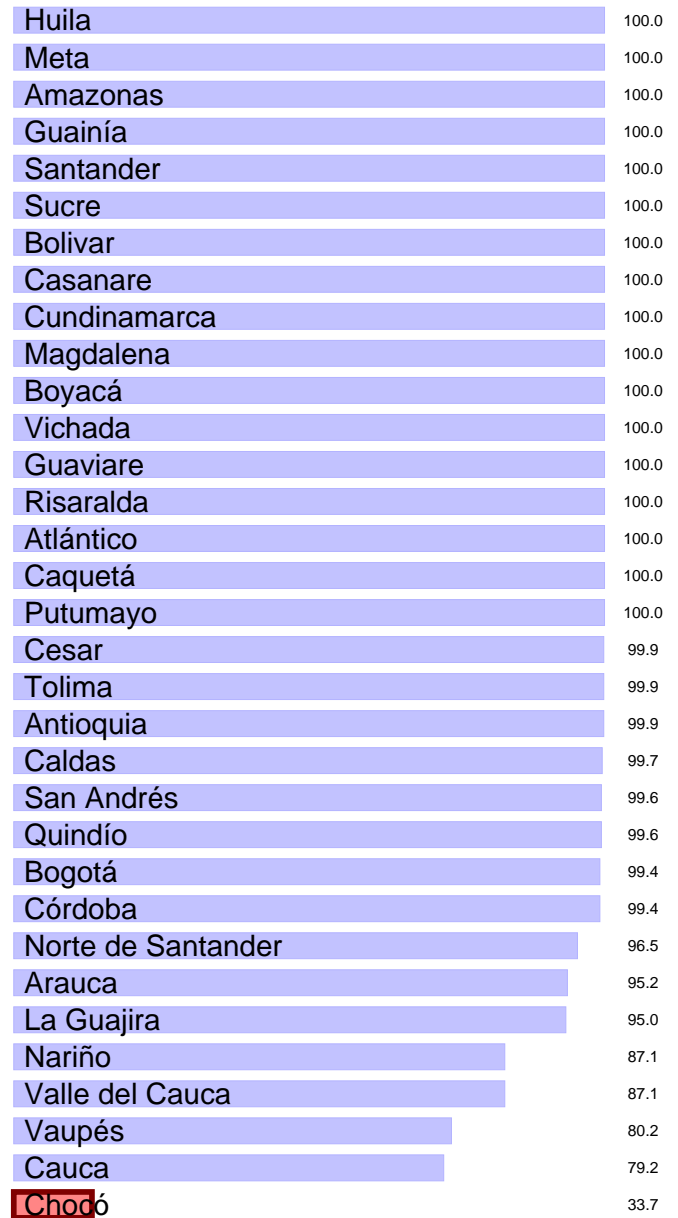 Huila 100.0
Meta 100.0
Amazonas 100.0
Guainía 100.0
Santander 100.0
Sucre 100.0
Bolivar 100.0
Casanare 100.0
Cundinamarca 100.0
Magdalena 100.0
Boyacá 100.0
Vichada 100.0
Guaviare 100.0
Risaralda 100.0
Atlántico 100.0
Caquetá 100.0
Putumayo 100.0
Cesar 99.9
Tolima 99.9
Antioquia 99.9
Caldas 99.7
San Andrés 99.6
Quindío 99.6
Bogotá 99.4
Córdoba 99.4
Norte de Santander 96.5
Arauca 95.2
La Guajira 95.0
Nariño 87.1
Valle del Cauca 87.1
Vaupés 80.2
Cauca 79.2
Chocó 33.7